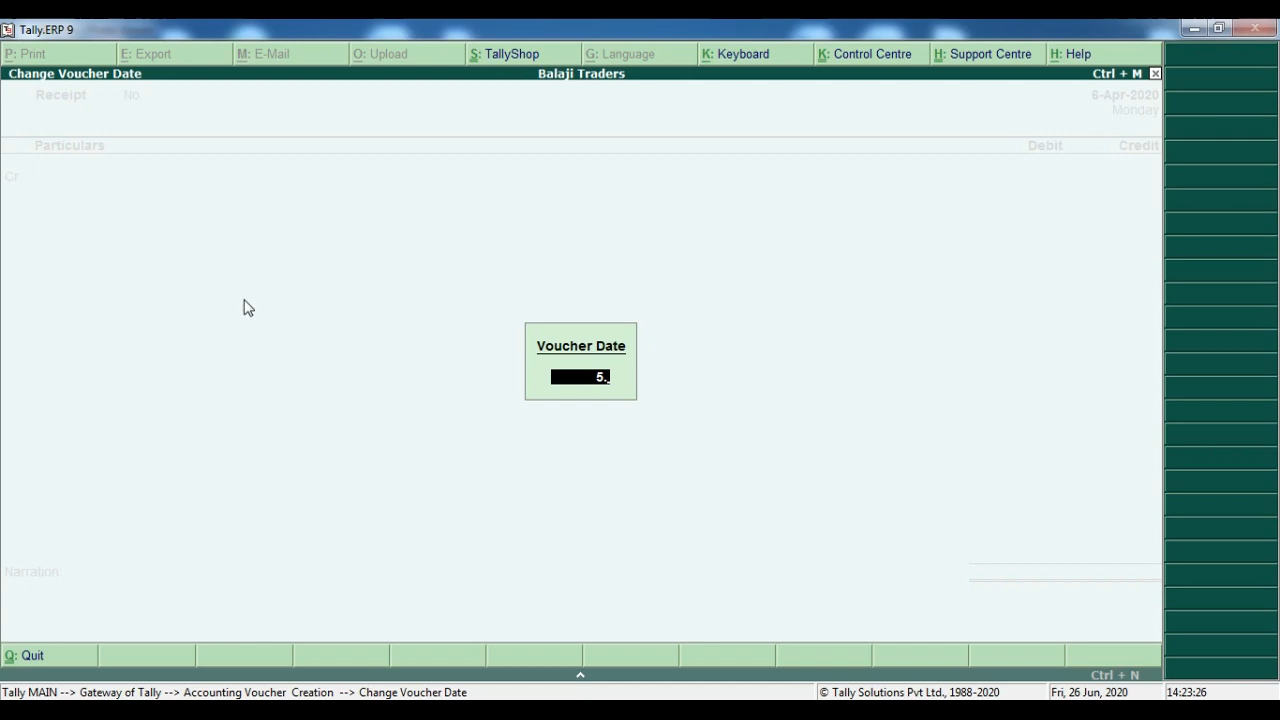 Tally.ERP 9
P: Print E: Export M: E-Mail O: Upload S: TallyShop G: Language K: Keyboard K: Control Centre H: Support Centre H: Help
Change Voucher Date Balaji Traders Ctrl + M
Receipt No. 6-Apr-2020
Monday
Particulars Debit Credit
Cr
Voucher Date
5.
Narration:
Q: Quit
Ctrl + N
Tally MAIN --> Gateway of Tally --> Accounting Voucher Creation --> Change Voucher Date © Tally Solutions Pvt Ltd., 1988-2020 Fri, 26 Jun, 2020 14:23:26